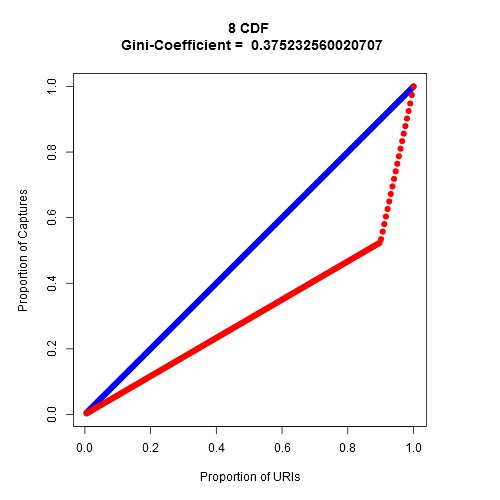 8 CDF
Gini-Coefficient = 0.375232560020707
Proportion of Captures
1.0
0.8
0.6
0.4
0.2
0.0
0.0 0.2 0.4 0.6 0.8 1.0
Proportion of URIs